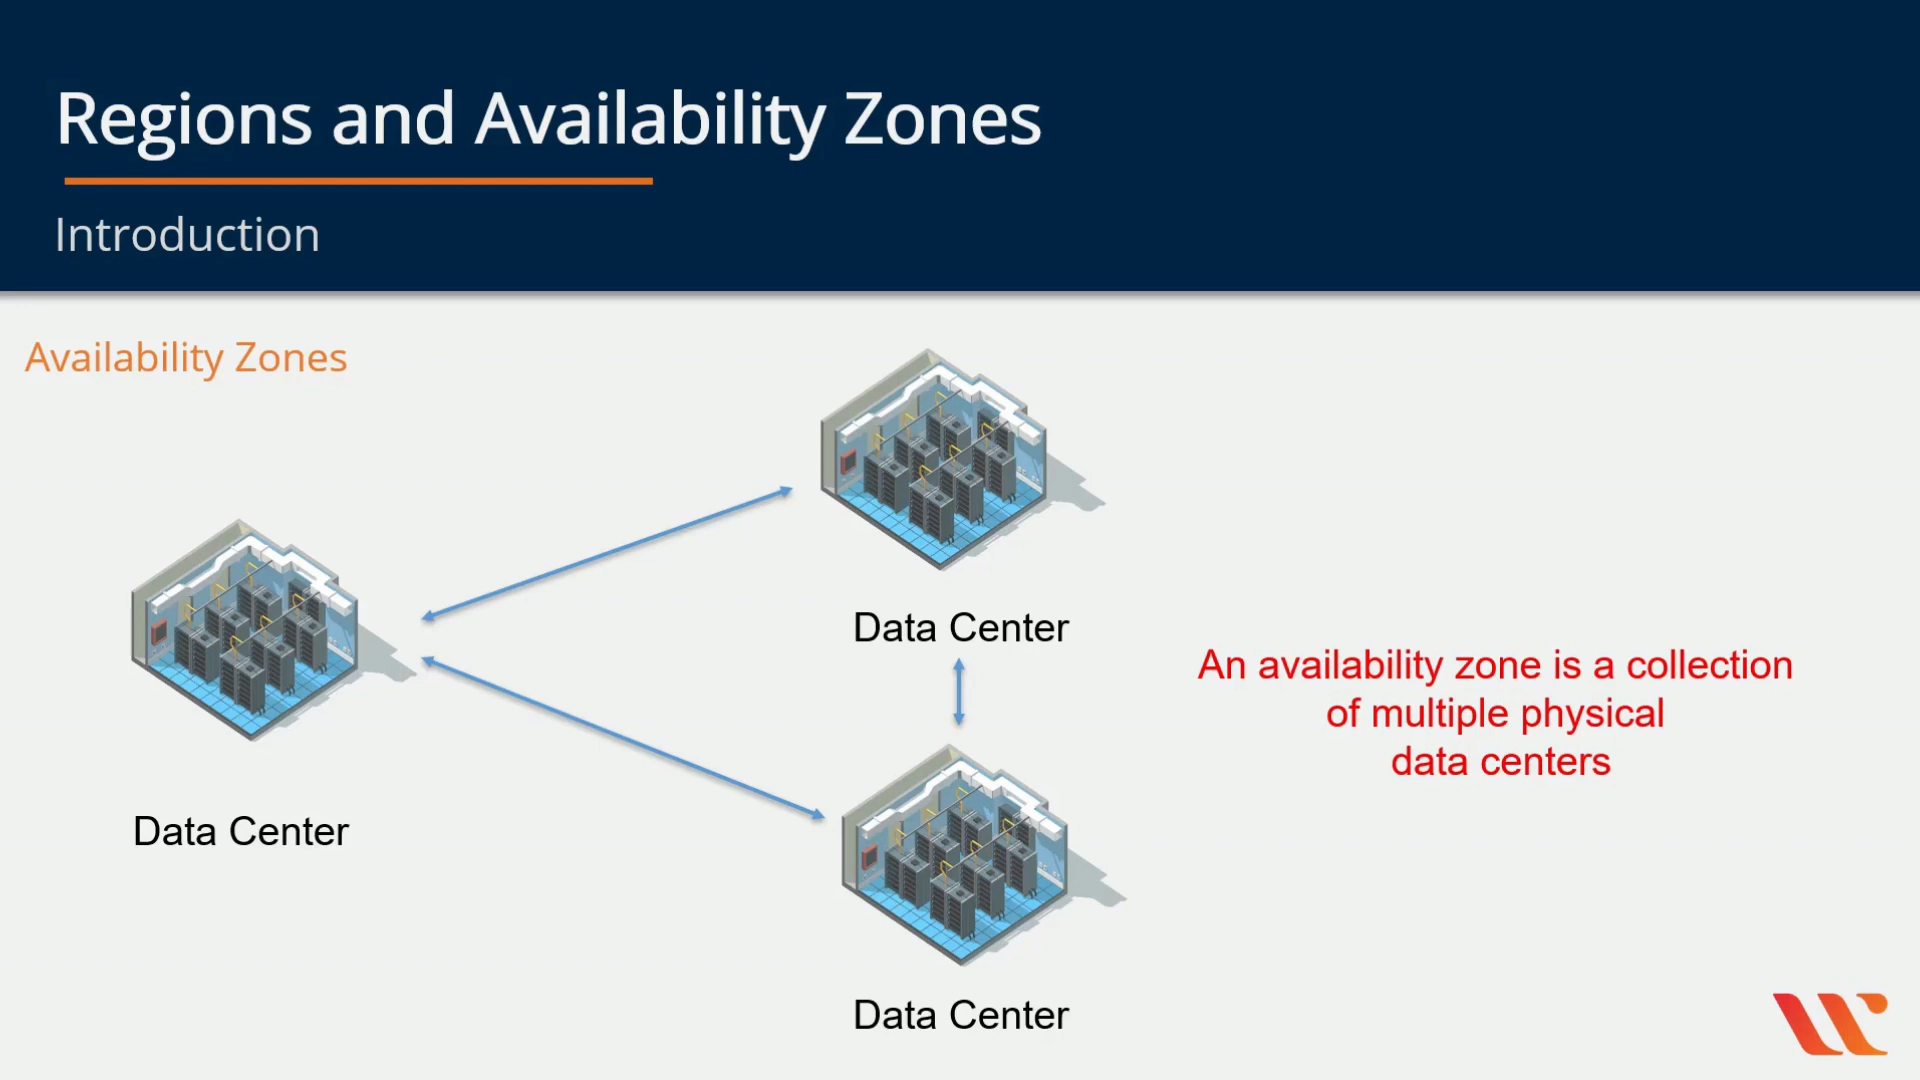 Regions and Availability Zones
Introduction
Availability Zones
Data Center
An availability zone is a collection
of multiple physical
data centers
Data Center
Data Center